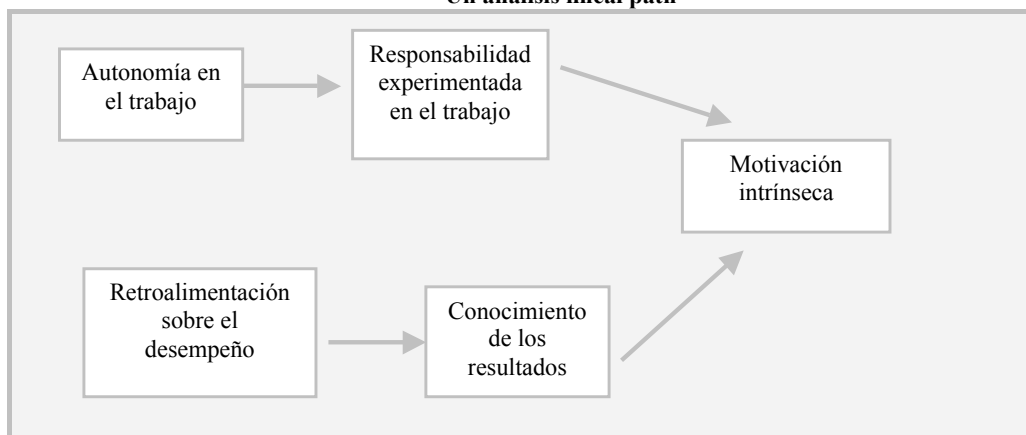 Un análisis lineal path
Autonomía en
el trabajo
Responsabilidad
experimentada
en el trabajo
Motivación
intrínseca
Retroalimentación
sobre el
desempeño
Conocimiento
de los
resultados